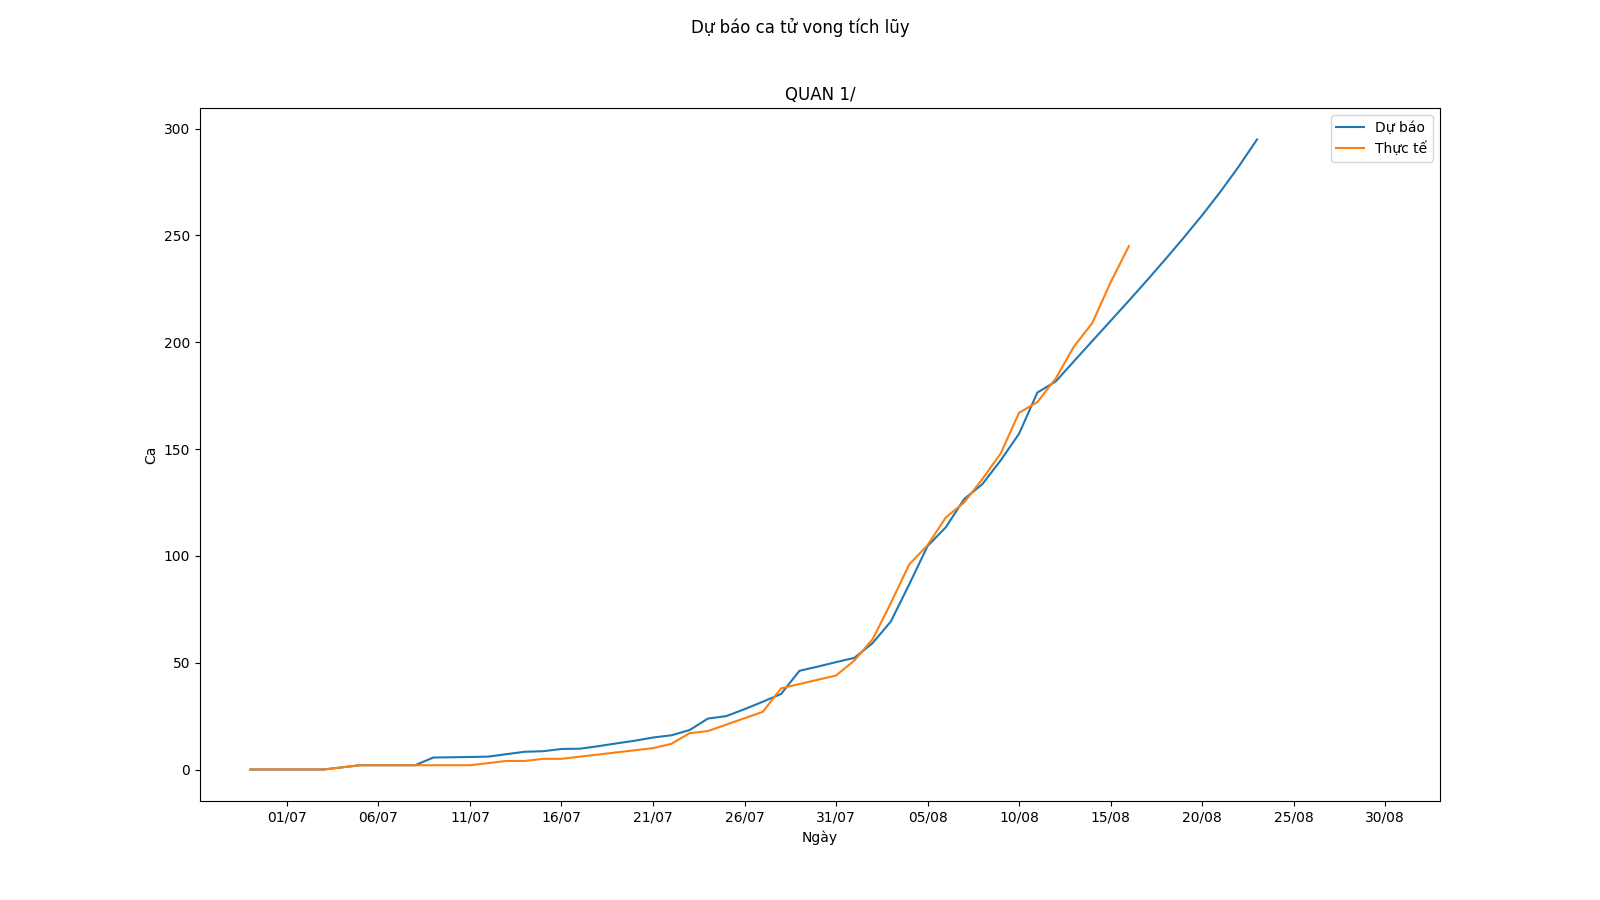 Dự báo ca tử vong tích lũy
QUAN 1/
Dự báo
Thực tế
300
250
200
150
100
50
0
Ca
01/07 06/07 11/07 16/07 21/07 26/07 31/07 05/08 10/08 15/08 20/08 25/08 30/08
Ngày